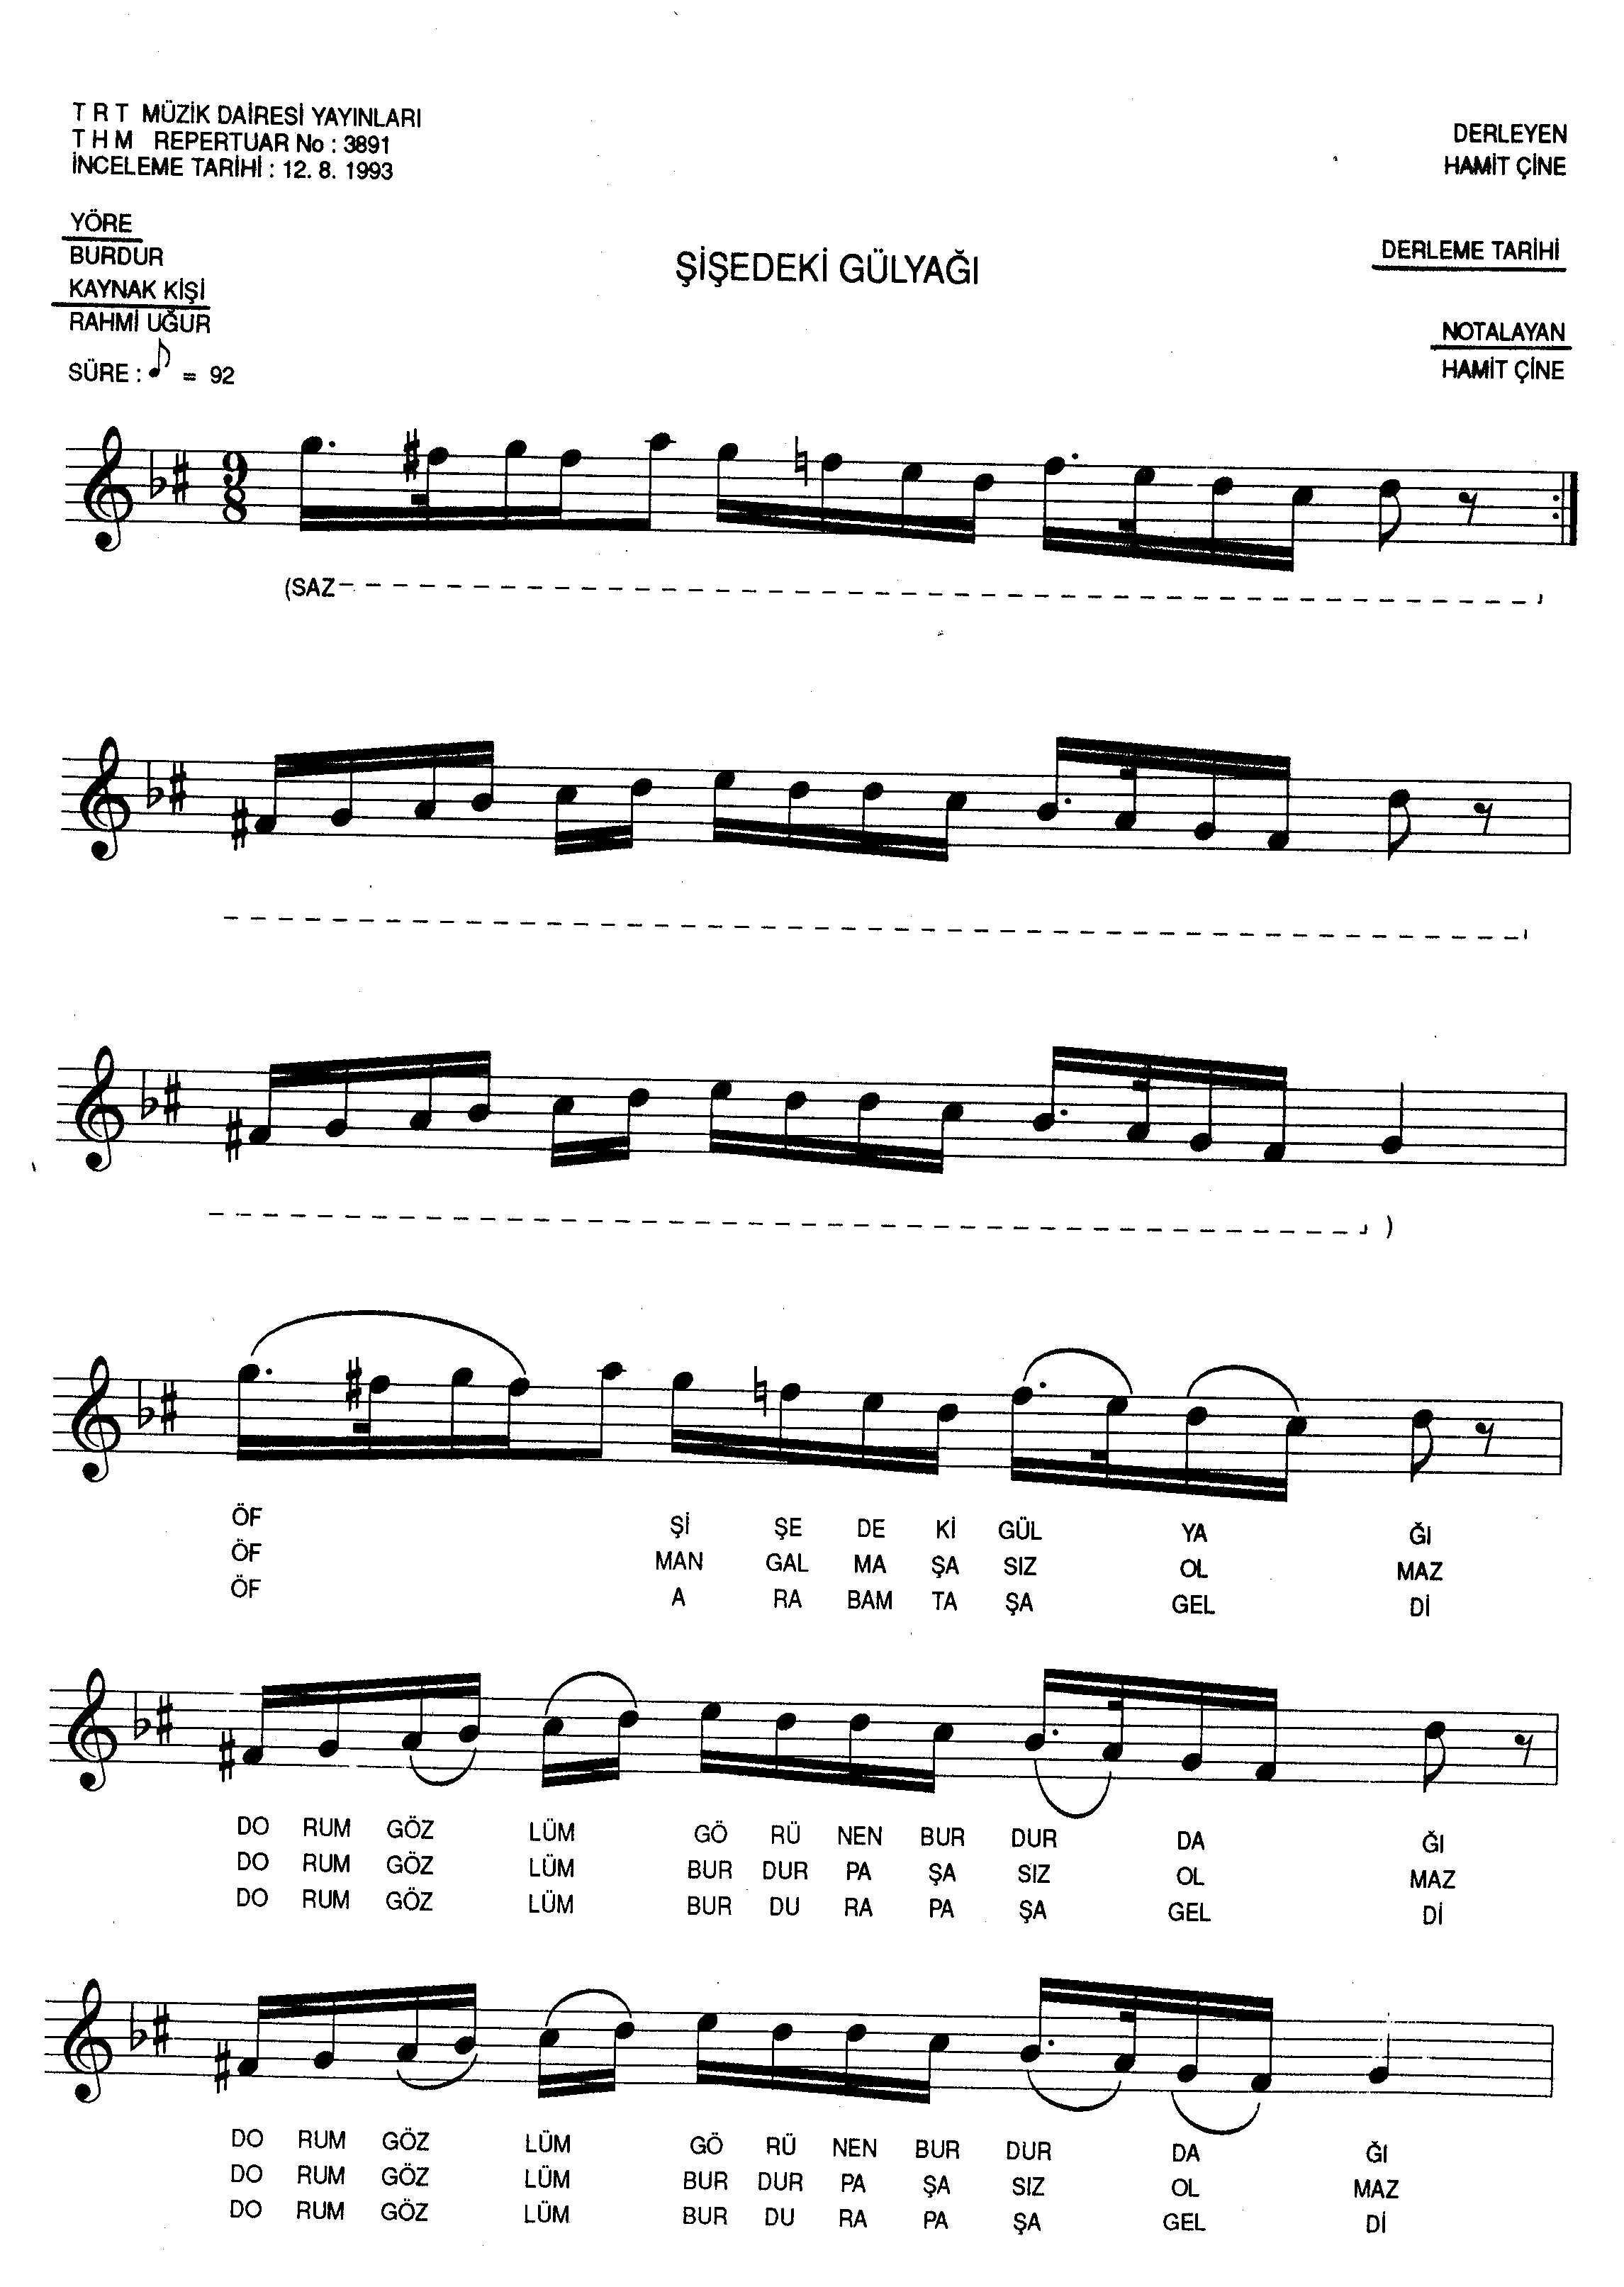 T R T MÜZİK DAİRESİ YAYINLARI
T H M REPERTUAR No : 3891
İNCELEME TARİHİ : 12. 8. 1993
DERLEYEN
HAMİT ÇİNE
YÖRE
BURDUR
KAYNAK KİŞİ
RAHMİ UĞUR
SÜRE : ♪ = 92
ŞİŞEDEKİ GÜLYAĞI
DERLEME TARİHİ
NOTALAYAN
HAMİT ÇİNE
9
8
(SAZ
)
ÖF Şİ ŞE DE Kİ GÜL YA ĞI
ÖF MAN GAL MA ŞA SIZ OL MAZ
ÖF A RA BAM TA ŞA GEL Dİ
DO RUM GÖZ LÜM GÖ RÜ NEN BUR DUR DA ĞI
DO RUM GÖZ LÜM BUR DUR PA ŞA SIZ OL MAZ
DO RUM GÖZ LÜM BUR DU RA PA ŞA GEL Dİ
DO RUM GÖZ LÜM GÖ RÜ NEN BUR DUR DA ĞI
DO RUM GÖZ LÜM BUR DUR PA ŞA SIZ OL MAZ
DO RUM GÖZ LÜM BUR DU RA PA ŞA GEL Dİ